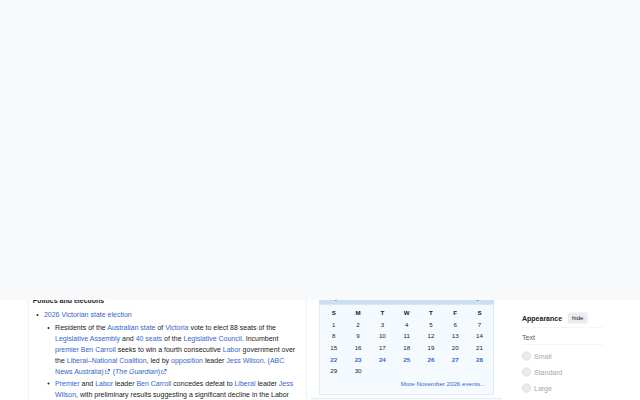 Politics and elections
• 2026 Victorian state election
• Residents of the Australian state of Victoria vote to elect 88 seats of the
Legislative Assembly and 40 seats of the Legislative Council. Incumbent
premier Ben Carroll seeks to win a fourth consecutive Labor government over
the Liberal–National Coalition, led by opposition leader Jess Wilson. (ABC
News Australia) (The Guardian)
• Premier and Labor leader Ben Carroll concedes defeat to Liberal leader Jess
Wilson, with preliminary results suggesting a significant decline in the Labor
S M T W T F S
1 2 3 4 5 6 7
8 9 10 11 12 13 14
15 16 17 18 19 20 21
22 23 24 25 26 27 28
29 30
More November 2026 events...
Appearance hide
Text
Small
Standard
Large